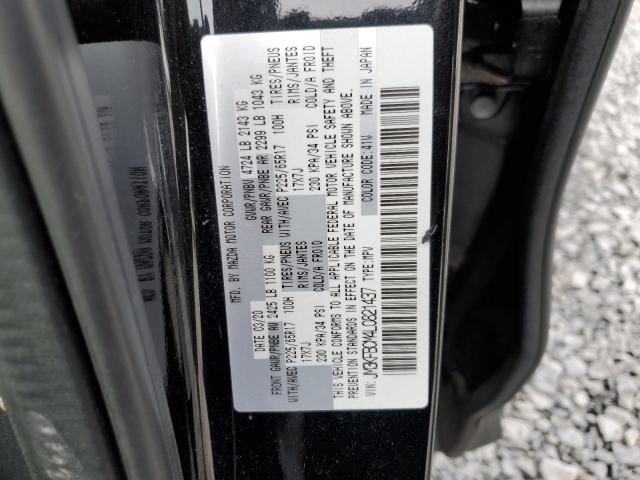 MFD. BY MAZDA MOTOR CORPORATION
DATE 03/20 GVWR/PNBV 4724 LB 2143 KG
FRONT GAWR/PNBE AV 2425 LB 1100 KG REAR GAWR/PNBE AR 2299 LB 1043 KG
WITH/AVEC P225/65R17 100H TIRES/PNEUS WITH/AVEC P225/65R17 100H TIRES/PNEUS
17X7J RIMS/JANTES 17X7J RIMS/JANTES
230 KPA/34 PSI COLD/A FROID 230 KPA/34 PSI COLD/A FROID
THIS VEHICLE CONFORMS TO ALL APPLICABLE FEDERAL MOTOR VEHICLE SAFETY AND THEFT
PREVENTION STANDARDS IN EFFECT ON THE DATE OF MANUFACTURE SHOWN ABOVE.
COLOR CODE: 41W MADE IN JAPAN
VIN: JM3KFBCM4L0821437 TYPE: MPV